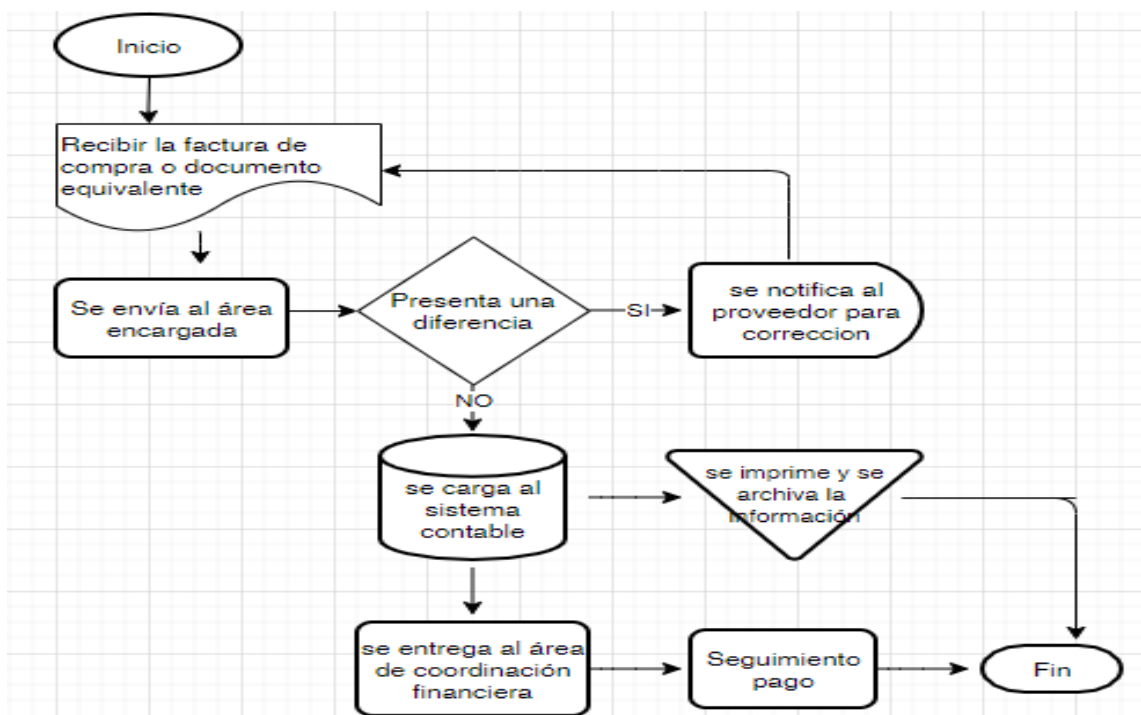 Inicio
Recibir la factura de
compra o documento
equivalente
Se envía al área
encargada
Presenta una
diferencia
SI
se notifica al
proveedor para
correccion
NO
se carga al
sistema
contable
se imprime y se
archiva la
información
se entrega al área
de coordinación
financiera
Seguimiento
pago
Fin